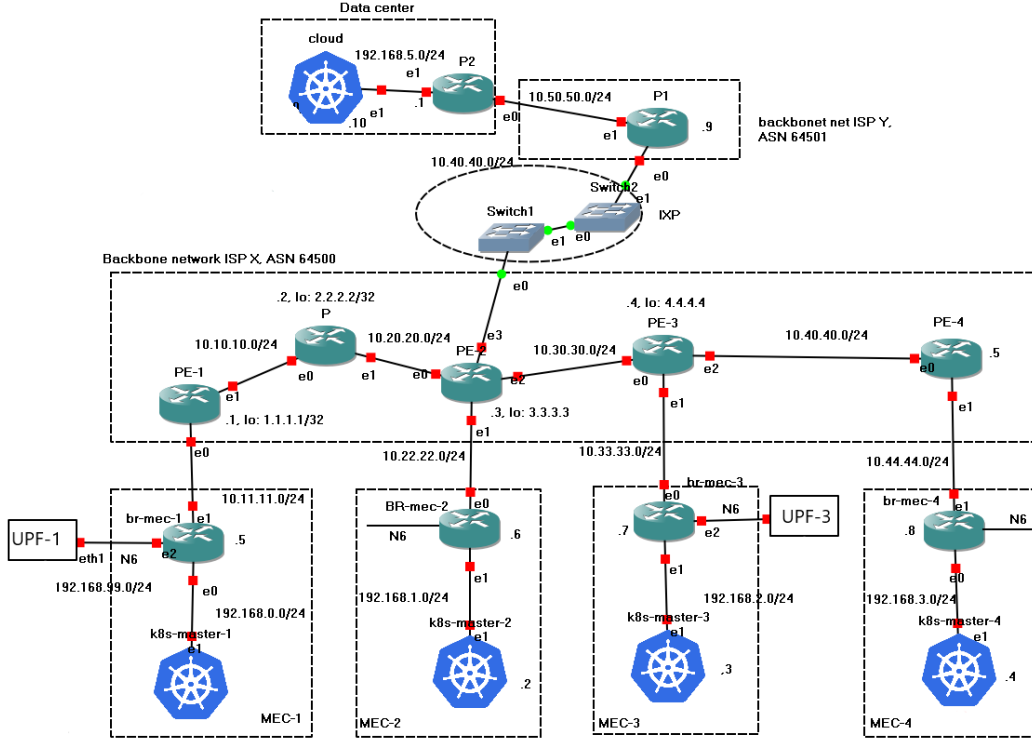 Data center
cloud
192.168.5.0/24
P2
e1
.1
e1
.10
e0
10.50.50.0/24
P1
e1
.9
backbonet net ISP Y,
ASN 64501
e0
10.40.40.0/24
Switch2
e1
IXP
Switch1
e1
e0
e0
Backbone network ISP X, ASN 64500
.2, lo: 2.2.2.2/32
P
10.10.10.0/24
e0
e1
10.20.20.0/24
e3
PE-2
e0
e2
.3, lo: 3.3.3.3
e1
10.30.30.0/24
.4, lo: 4.4.4.4
PE-3
e0
e2
e1
10.40.40.0/24
PE-4
.5
e0
e1
PE-1
e1
.1, lo: 1.1.1.1/32
e0
10.11.11.0/24
10.22.22.0/24
10.33.33.0/24
10.44.44.0/24
br-mec-1
e1
.5
UPF-1
eth1
N6
e2
192.168.99.0/24
e0
192.168.0.0/24
k8s-master-1
e1
MEC-1
BR-mec-2
e0
N6
.6
e1
192.168.1.0/24
k8s-master-2
e1
.2
MEC-2
br-mec-3
e0
.7
N6
e2
UPF-3
e1
192.168.2.0/24
k8s-master-3
e1
,3
MEC-3
br-mec-4
e1
N6
.8
e0
192.168.3.0/24
k8s-master-4
e1
.4
MEC-4